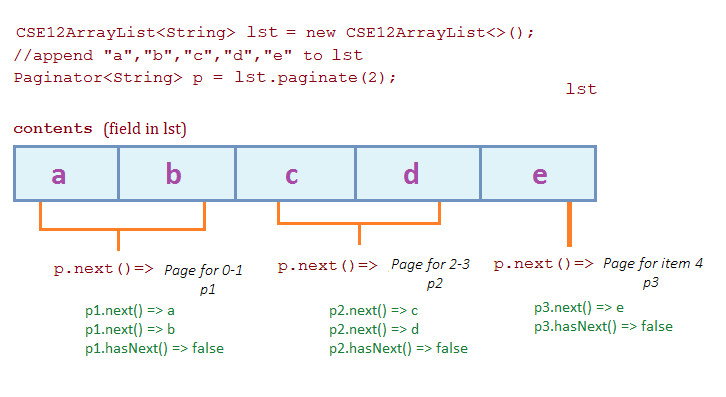 CSE12ArrayList<String> lst = new CSE12ArrayList<>();
//append "a","b","c","d","e" to lst
Paginator<String> p = lst.paginate(2);
lst
contents (field in lst)
a b c d e
p.next()=> Page for 0-1
p1
p1.next() => a
p1.next() => b
p1.hasNext() => false
p.next()=> Page for 2-3
p2
p2.next() => c
p2.next() => d
p2.hasNext() => false
p.next()=> Page for item 4
p3
p3.next() => e
p3.hasNext() => false